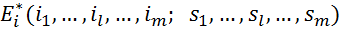 E_i^*(i_1, …, i_l, …, i_m; s_1, …, s_l, …, s_m)